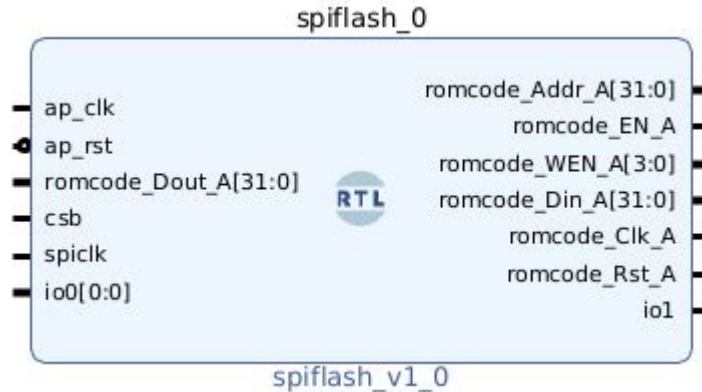 spiflash_0
ap_clk
ap_rst
romcode_Dout_A[31:0]
csb
spiclk
io0[0:0]
RTL
romcode_Addr_A[31:0]
romcode_EN_A
romcode_WEN_A[3:0]
romcode_Din_A[31:0]
romcode_Clk_A
romcode_Rst_A
io1
spiflash_v1_0